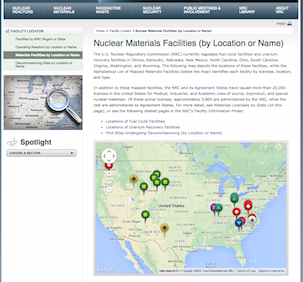 NUCLEAR REACTORS
NUCLEAR MATERIALS
RADIOACTIVE WASTE
NUCLEAR SECURITY
PUBLIC MEETINGS & INVOLVEMENT
NRC LIBRARY
ABOUT NRC
FACILITY LOCATOR
Facilities by NRC Region or State
Operating Reactors by Location or Name
Materials Facilities by Location or Name
Decommissioning Sites by Location or Name
Spotlight
CHOOSE A SECTION
Home > Facility Locator > Nuclear Materials Facilities (by Location or Name)
Nuclear Materials Facilities (by Location or Name)
The U.S. Nuclear Regulatory Commission (NRC) currently regulates fuel cycle facilities and uranium
recovery facilities in Illinois, Kentucky, Nebraska, New Mexico, North Carolina, Ohio, South Carolina,
Virginia, Washington, and Wyoming. The following map depicts the locations of these facilities, while the
Alphabetical List of Mapped Materials Facilities (below the map) identifies each facility by licensee, location,
and type.
In addition to these mapped facilities, the NRC and its Agreement States have issued more than 20,000
licenses in the United States for Medical, Industrial, and Academic uses of source, byproduct, and special
nuclear materials. Of these active licenses, approximately 3,000 are administered by the NRC, while the
rest are administered by Agreement States. For more detail, see Materials Licensees by State (on this
page), or see the following related pages in the NRC's Facility Information Finder:
Locations of Fuel Cycle Facilities
Locations of Uranium Recovery Facilities
Find Sites Undergoing Decommissioning (by Location or Name)
United States
Terms of Use
Report a map error